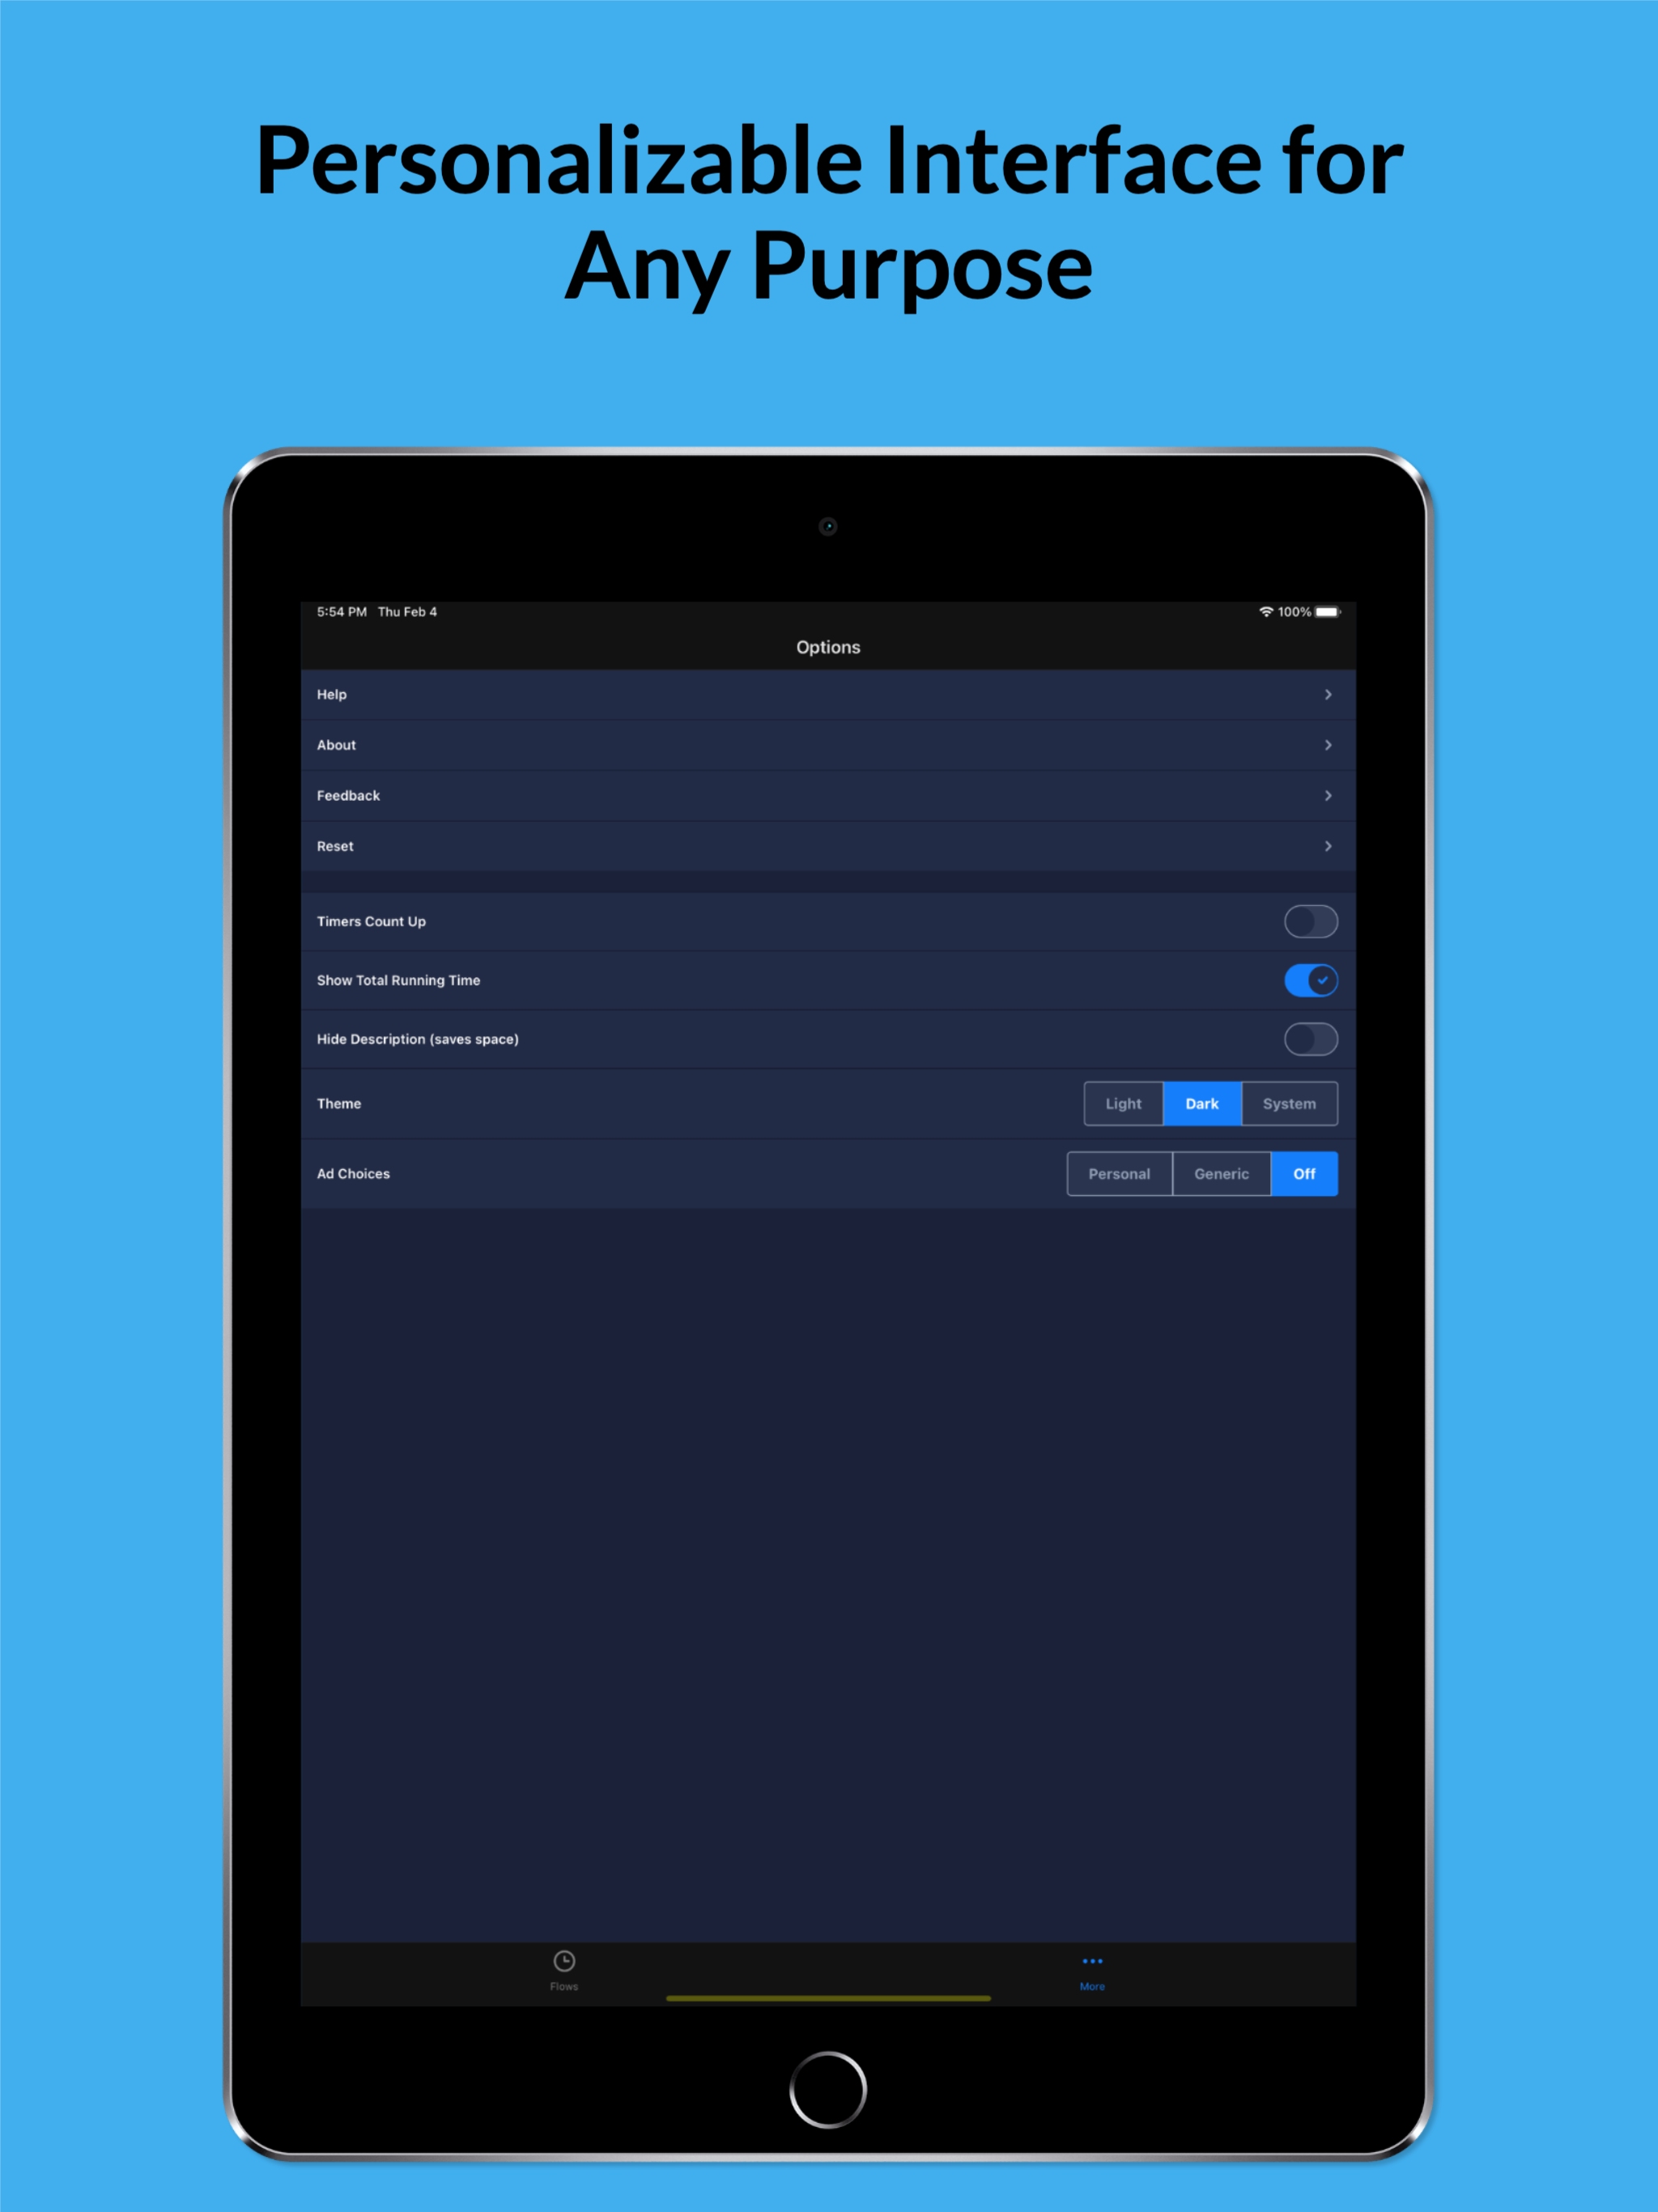 Personalizable Interface for
Any Purpose
5:54 PM Thu Feb 4 100%
Options
Help
About
Feedback
Reset
Timers Count Up
Show Total Running Time
Hide Description (saves space)
Theme Light Dark System
Ad Choices Personal Generic Off
Flows More